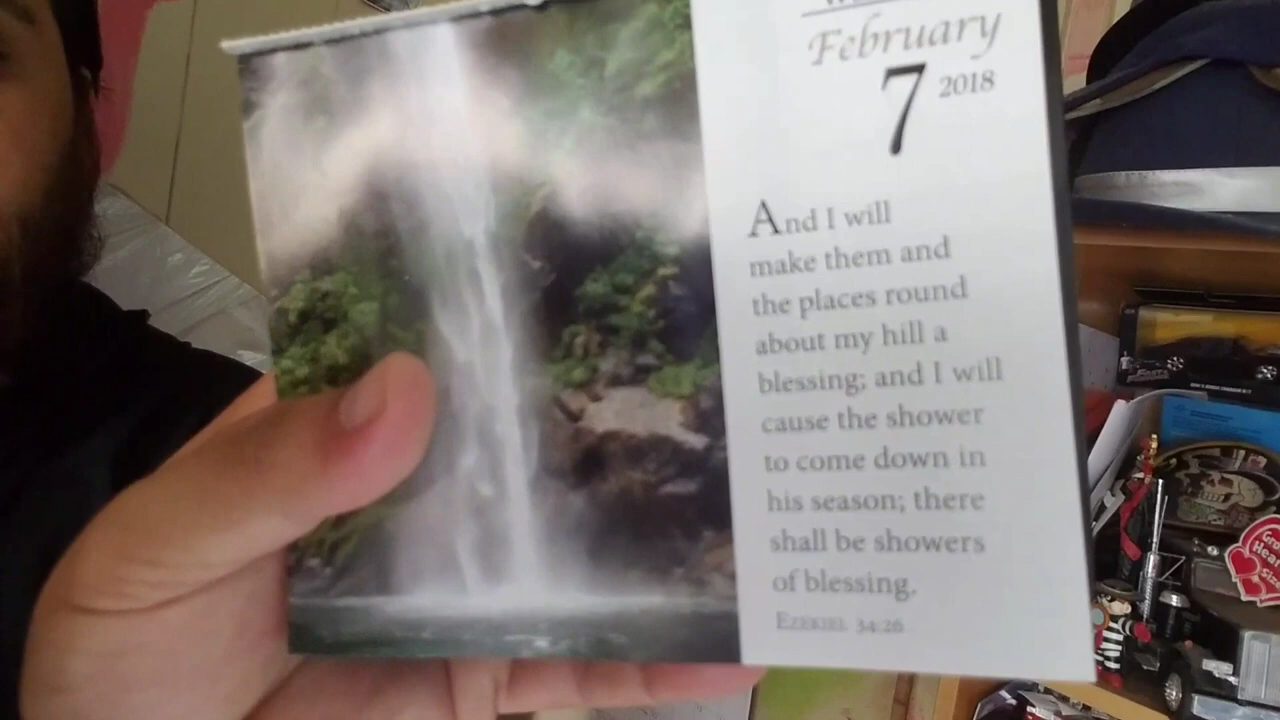 February
7 2018
And I will
make them and
the places round
about my hill a
blessing; and I will
cause the shower
to come down in
his season; there
shall be showers
of blessing.
Ezekiel 34:26